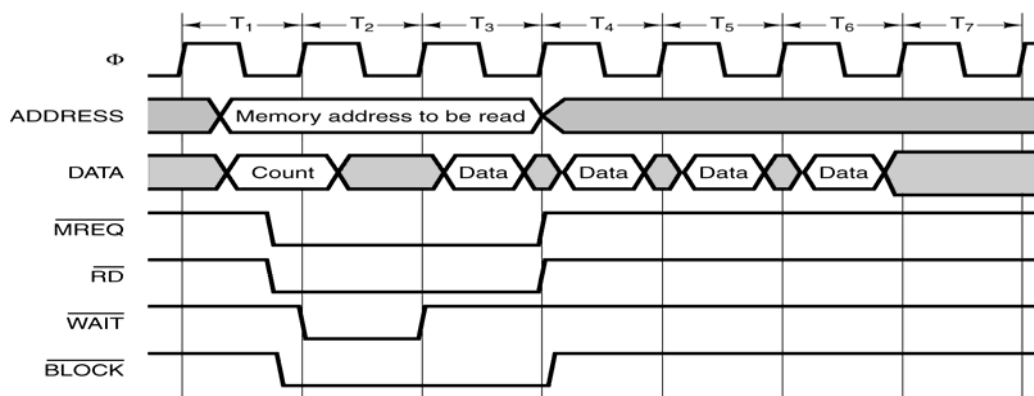 T1 T2 T3 T4 T5 T6 T7
Φ
ADDRESS Memory address to be read
DATA Count Data Data Data Data
MREQ
RD
WAIT
BLOCK